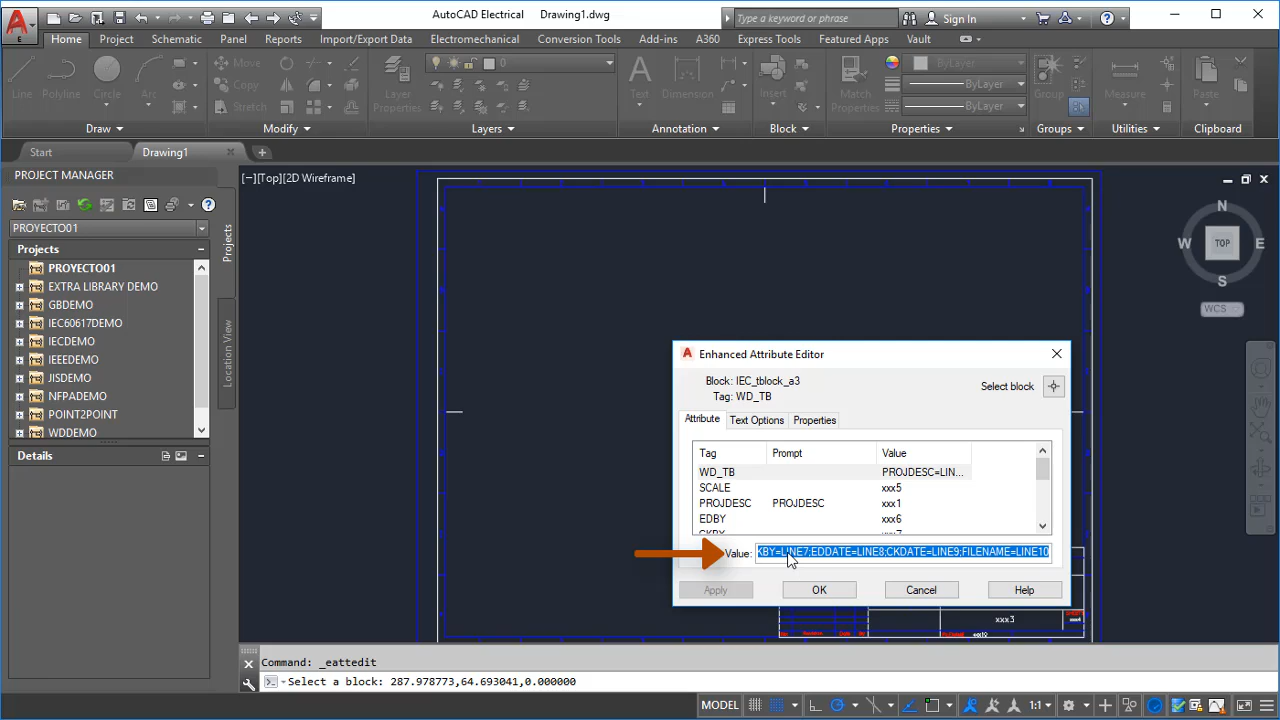 AutoCAD Electrical Drawing1.dwg
Type a keyword or phrase
Sign In
Home Project Schematic Panel Reports Import/Export Data Electromechanical Conversion Tools Add-ins A360 Express Tools Featured Apps Vault
Line Polyline Circle Arc
Move
Copy
Stretch
Layer Properties
0
Text
Dimension
Insert
Match Properties
ByLayer
ByLayer
ByLayer
Group
Measure
Paste
Draw Modify Layers Annotation Block Properties Groups Utilities Clipboard
Start
Drawing1
PROJECT MANAGER
PROYECTO01
Projects
PROYECTO01
EXTRA LIBRARY DEMO
GBDEMO
IEC60617DEMO
IECDEMO
IEEEDEMO
JISDEMO
NFPADEMO
POINT2POINT
WDDEMO
Details
Projects
Location View
[−][Top][2D Wireframe]
N
W TOP E
S
WCS
Enhanced Attribute Editor
Block: IEC_tblock_a3
Tag: WD_TB
Select block
Attribute Text Options Properties
Tag Prompt Value
WD_TB PROJDESC=LIN...
SCALE xxx5
PROJDESC PROJDESC xxx1
EDBY xxx6
CKBY xxx7
Value: KBY=LINE7;EDDATE=LINE8;CKDATE=LINE9;FILENAME=LINE10
Apply OK Cancel Help
xxx3
xxx10
Command: _eattedit
Select a block: 287.978773,64.693041,0.000000
MODEL
1:1